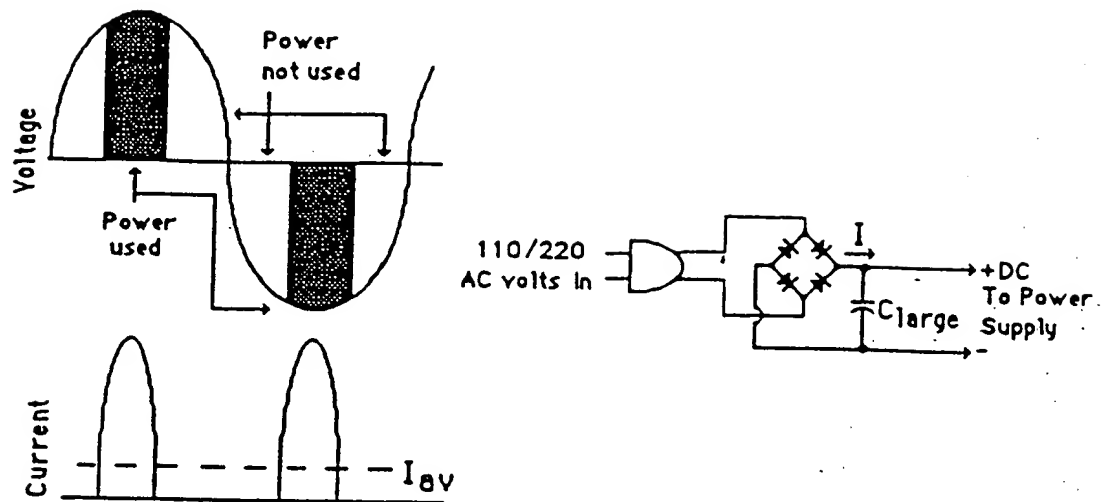 Power
not used
Voltage
Power
used
110/220
AC volts In
I
+DC
To Power
Supply
Clarge
-
Current
Iav